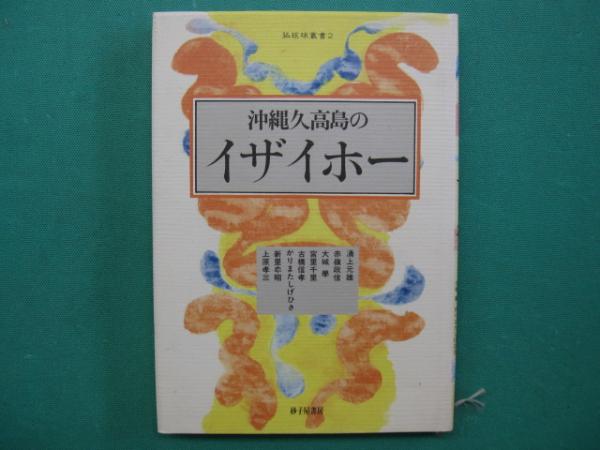 弧琉球叢書2
沖縄久高島の
イザイホー
湧上元雄
赤嶺政信
大城 學
宮里千里
古橋信孝
かりまたしげひさ
新里幸昭
上原孝三
砂子屋書房